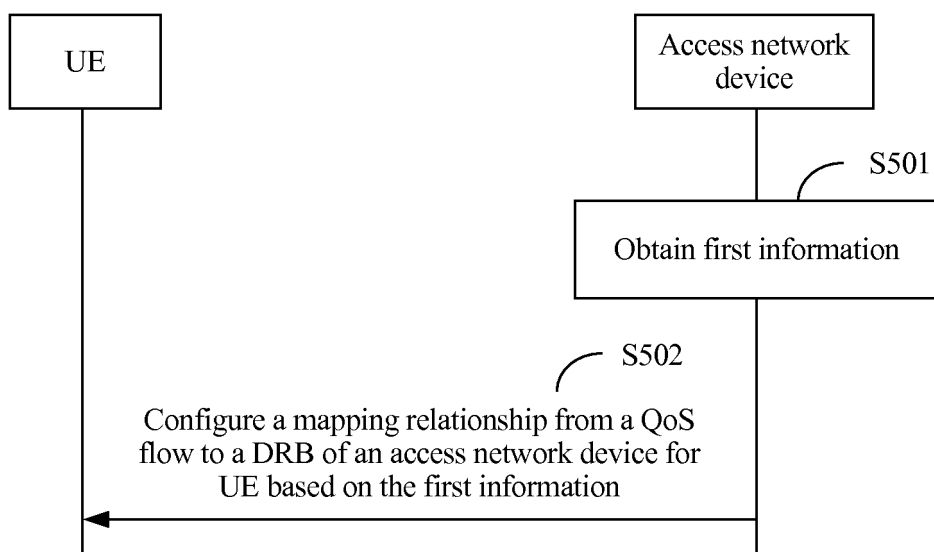 UE
Access network
device
S501
Obtain first information
S502
Configure a mapping relationship from a QoS
flow to a DRB of an access network device for
UE based on the first information